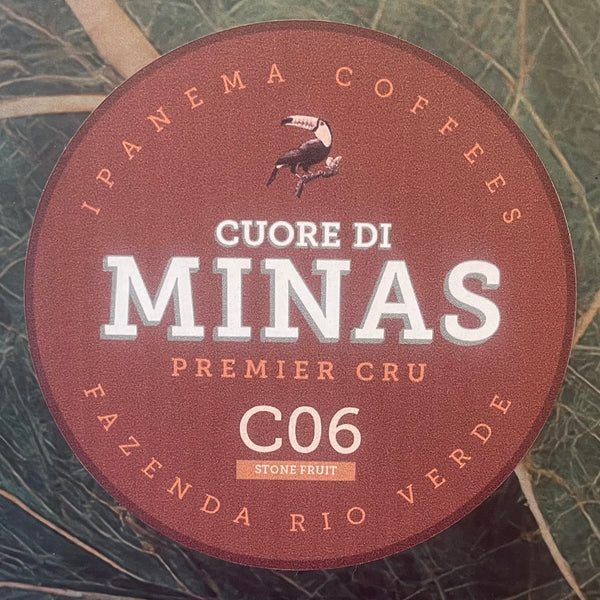 IPANEMA COFFEES
CUORE DI
MINAS
PREMIER CRU
C06
STONE FRUIT
FAZENDA RIO VERDE